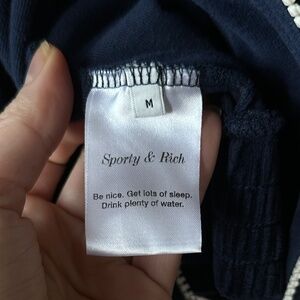 M
Sporty & Rich
Be nice. Get lots of sleep.
Drink plenty of water.